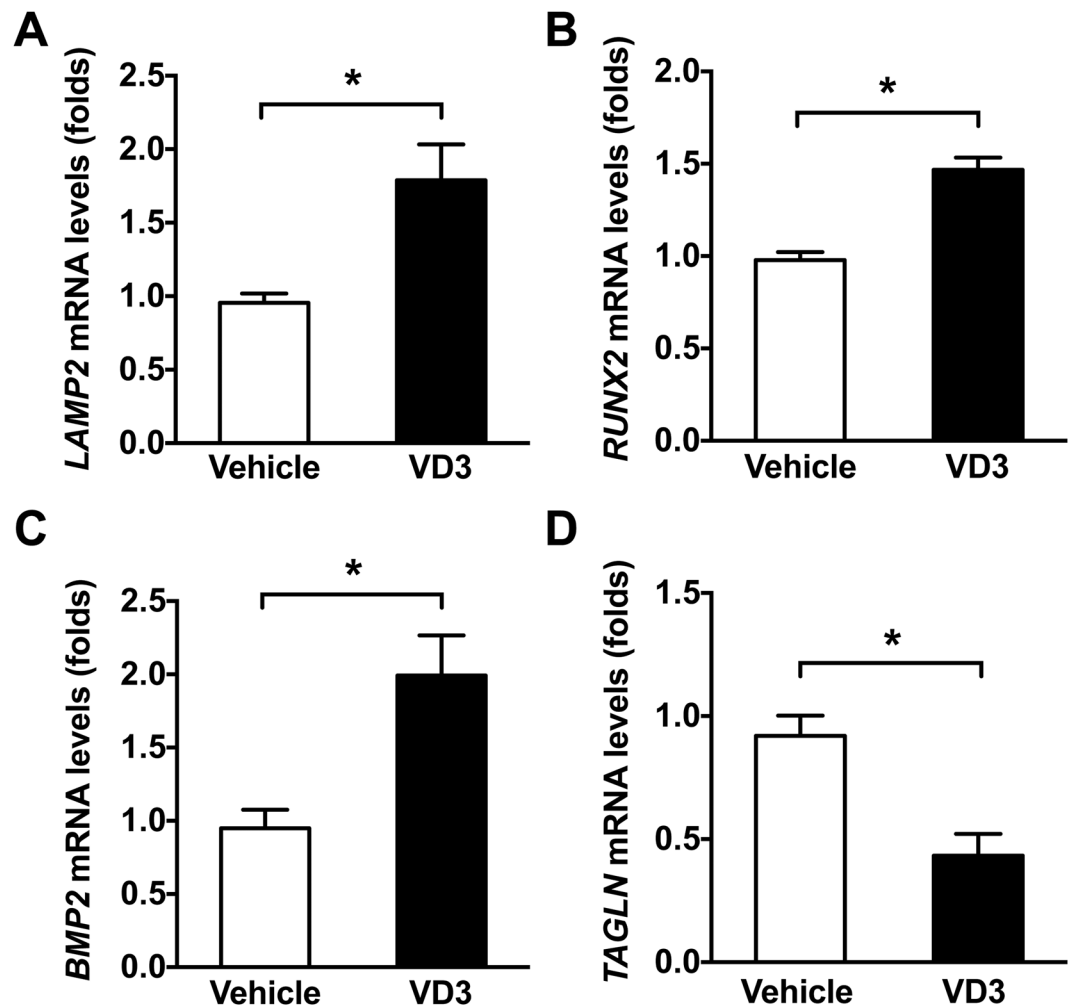 A
LAMP2 mRNA levels (folds)
2.5
2.0
1.5
1.0
0.5
0.0
*
Vehicle
VD3
B
RUNX2 mRNA levels (folds)
2.0
1.5
1.0
0.5
0.0
*
Vehicle
VD3
C
BMP2 mRNA levels (folds)
2.5
2.0
1.5
1.0
0.5
0.0
*
Vehicle
VD3
D
TAGLN mRNA levels (folds)
1.5
1.0
0.5
0.0
*
Vehicle
VD3